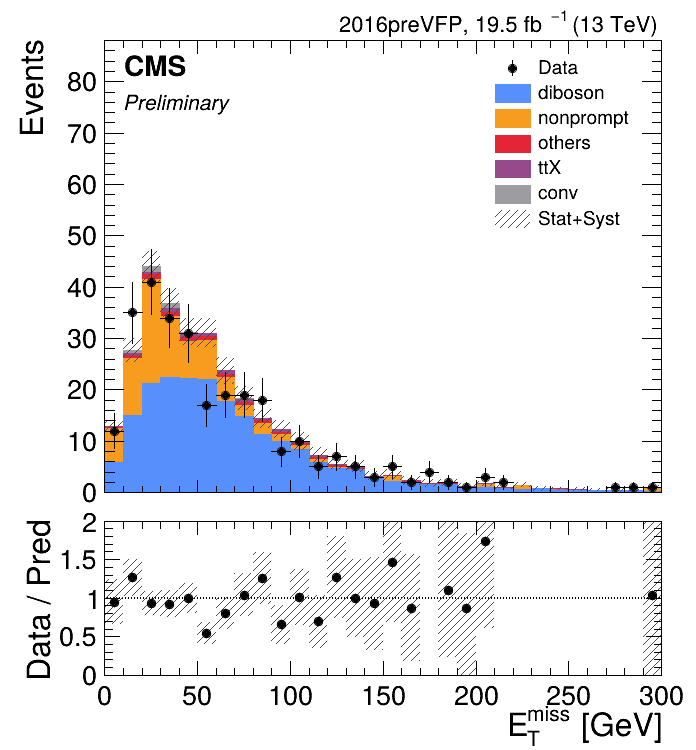 2016preVFP, 19.5 fb⁻¹ (13 TeV)
CMS
Preliminary
Events
80
70
60
50
40
30
20
10
0
Data
diboson
nonprompt
others
ttX
conv
Stat+Syst
Data / Pred
2
1.5
1
0.5
0
0 50 100 150 200 250 300
E_T^miss [GeV]